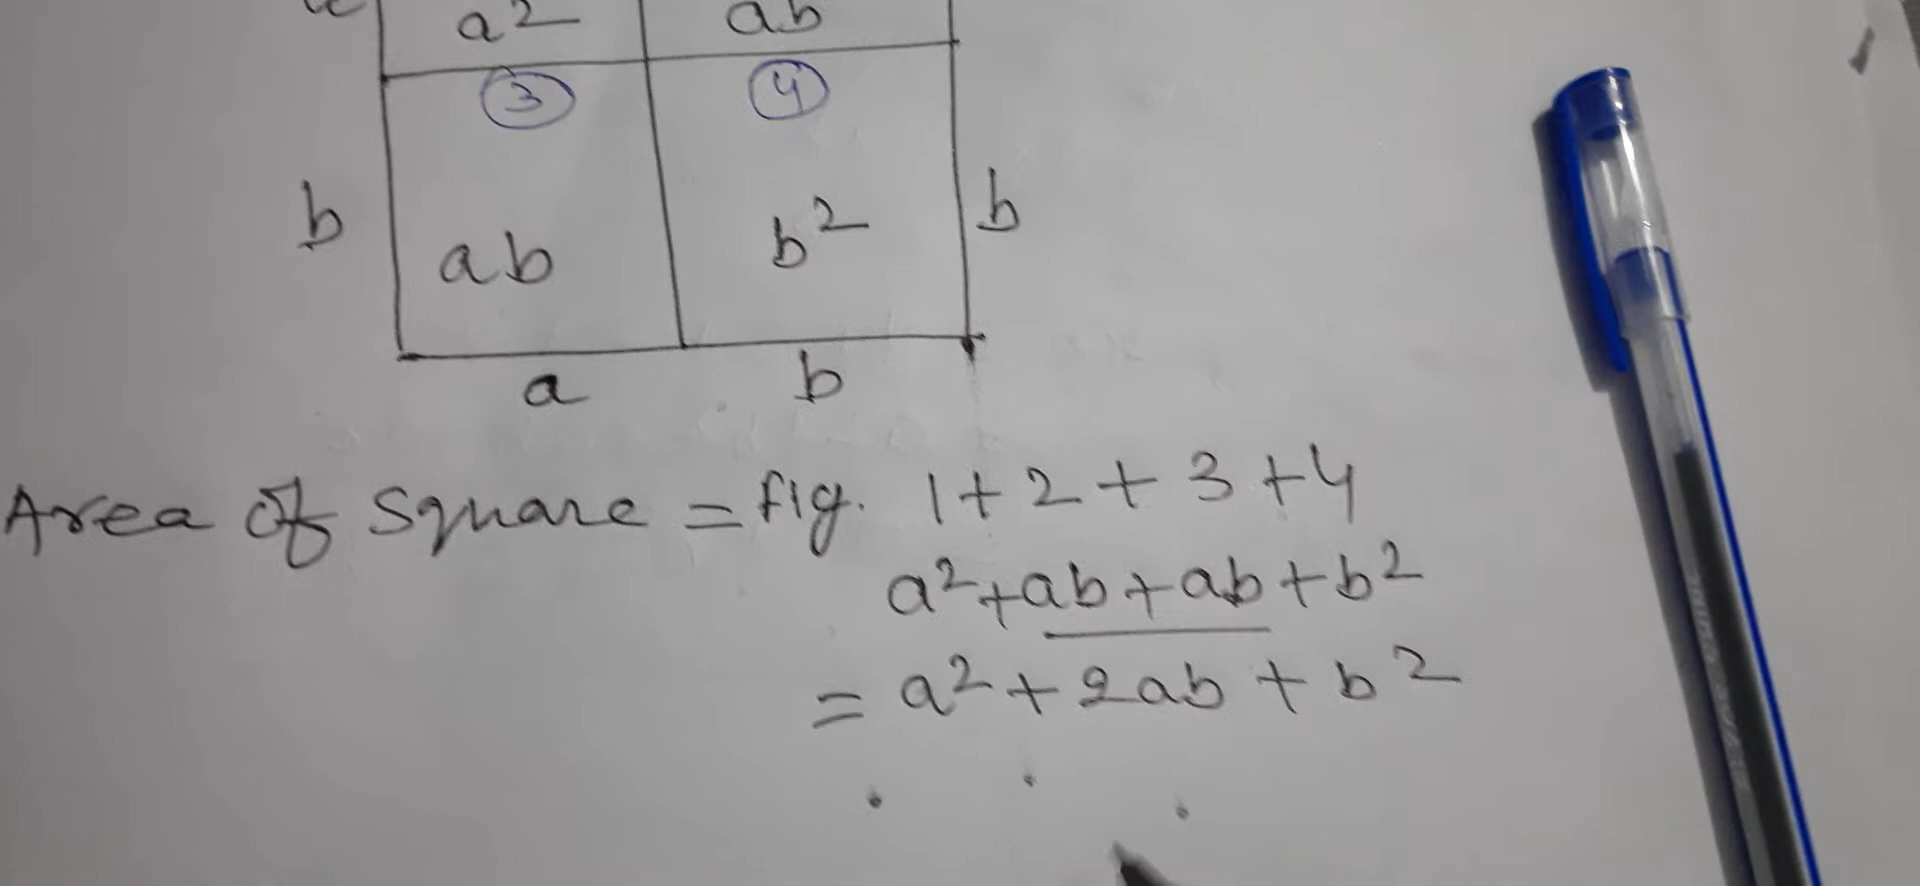 a² ab
3 4
b ab b² b
a b
Area of Square = fig. 1+2+3+4
a²+ab+ab+b²
= a²+2ab+b²